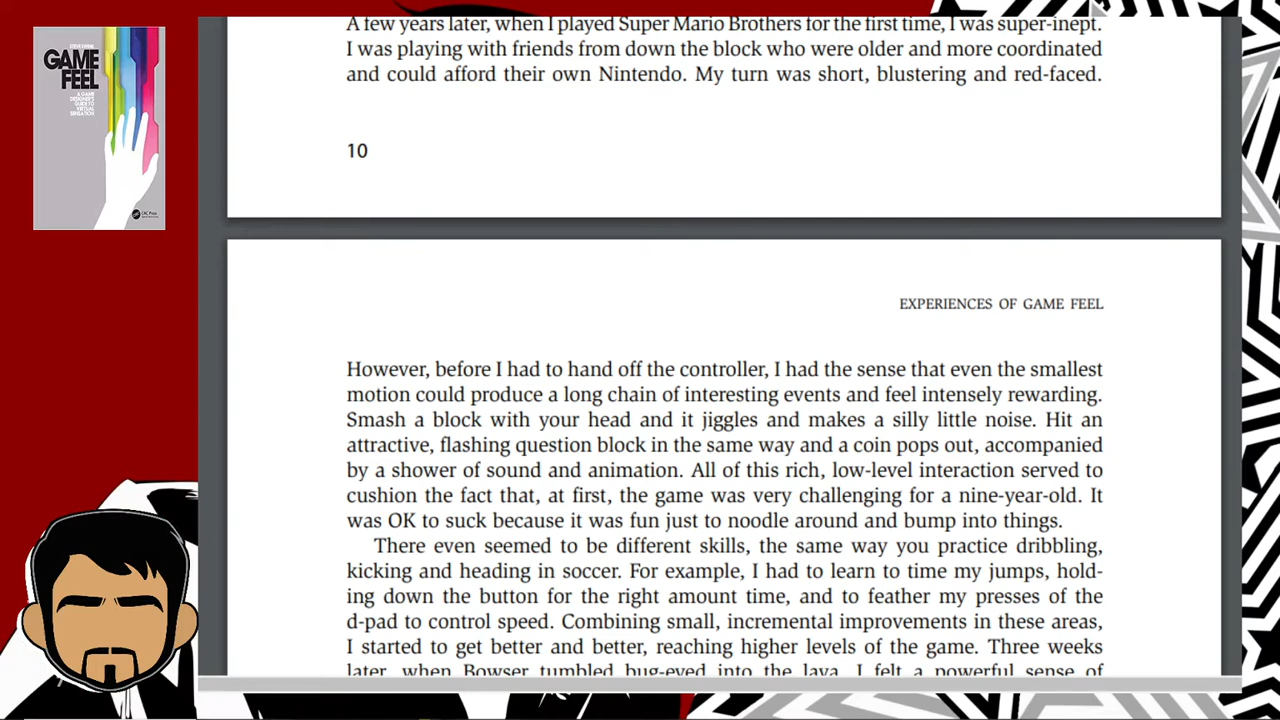 STEVE SWINK
GAME
FEEL
A GAME
DESIGNER'S
GUIDE TO
VIRTUAL
SENSATION
CRC Press
A few years later, when I played Super Mario Brothers for the first time, I was super-inept.
I was playing with friends from down the block who were older and more coordinated
and could afford their own Nintendo. My turn was short, blustering and red-faced.
10
EXPERIENCES OF GAME FEEL
However, before I had to hand off the controller, I had the sense that even the smallest
motion could produce a long chain of interesting events and feel intensely rewarding.
Smash a block with your head and it jiggles and makes a silly little noise. Hit an
attractive, flashing question block in the same way and a coin pops out, accompanied
by a shower of sound and animation. All of this rich, low-level interaction served to
cushion the fact that, at first, the game was very challenging for a nine-year-old. It
was OK to suck because it was fun just to noodle around and bump into things.
There even seemed to be different skills, the same way you practice dribbling,
kicking and heading in soccer. For example, I had to learn to time my jumps, hold-
ing down the button for the right amount time, and to feather my presses of the
d-pad to control speed. Combining small, incremental improvements in these areas,
I started to get better and better, reaching higher levels of the game. Three weeks
later, when Bowser tumbled bug-eyed into the lava, I felt a powerful sense of